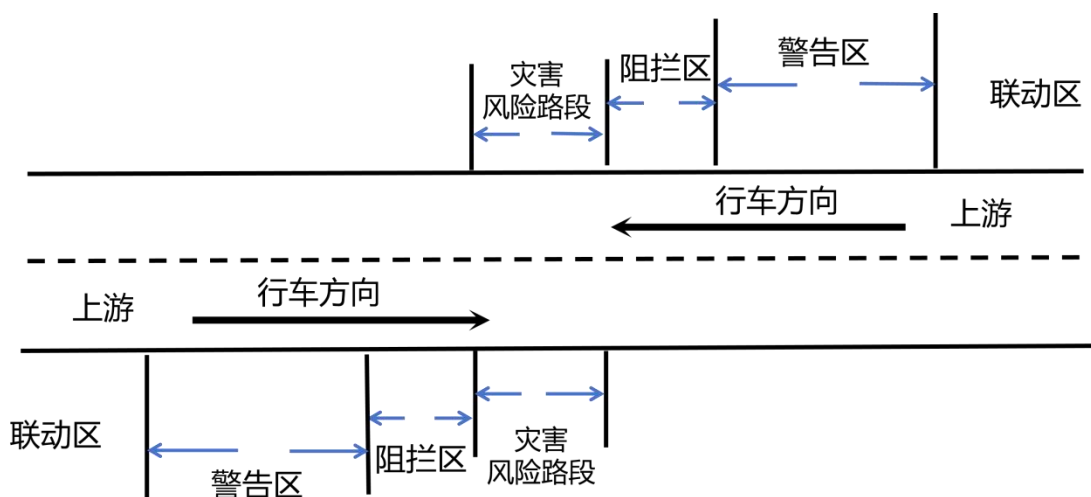 灾害
风险路段
阻拦区
警告区
联动区
行车方向
上游
上游
行车方向
联动区
警告区
阻拦区
灾害
风险路段